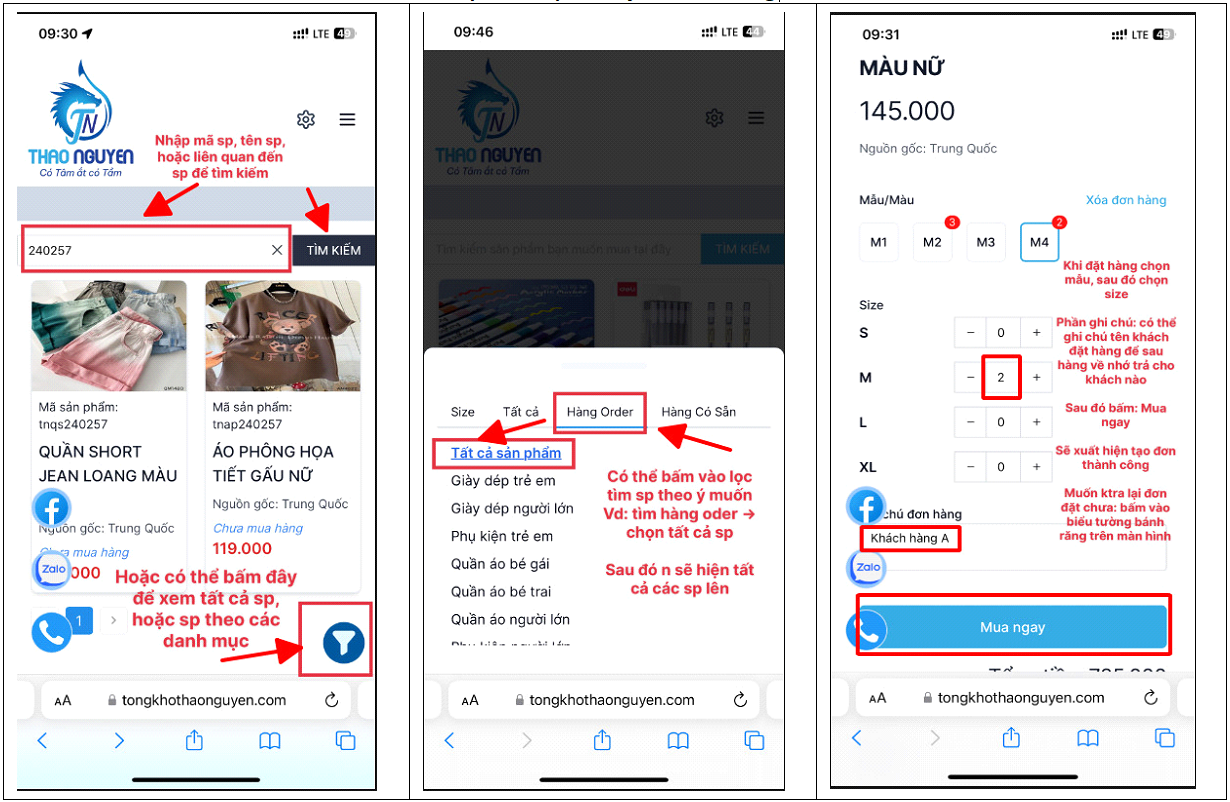 09:30
LTE 49
TN
THAO NGUYEN
Có Tâm ắt có Tầm
Nhập mã sp, tên sp,
hoặc liên quan đến
sp để tìm kiếm
240257
TÌM KIẾM
Mã sản phẩm:
tnqs240257
QUẦN SHORT
JEAN LOANG MÀU
Nguồn gốc: Trung Quốc
Chưa mua hàng
.000
Mã sản phẩm:
tnap240257
ÁO PHÔNG HỌA
TIẾT GẤU NỮ
Nguồn gốc: Trung Quốc
Chưa mua hàng
119.000
Zalo
Hoặc có thể bấm đây
để xem tất cả sp,
hoặc sp theo các
danh mục
1
AA
tongkhothaonguyen.com
09:46
LTE 44
TN
THAO NGUYEN
Có Tâm ắt có Tầm
Tìm kiếm sản phẩm bạn muốn mua tại đây
TÌM KIẾM
Acrylic Marker
deli
Size
Tất cả
Hàng Order
Hàng Có Sẵn
Tất cả sản phẩm
Giày dép trẻ em
Giày dép người lớn
Phụ kiện trẻ em
Quần áo bé gái
Quần áo bé trai
Quần áo người lớn
Phụ kiện người lớn
Có thể bấm vào lọc
tìm sp theo ý muốn
Vd: tìm hàng oder →
chọn tất cả sp
Sau đó n sẽ hiện tất
cả các sp lên
AA
tongkhothaonguyen.com
09:31
LTE 49
MÀU NỮ
145.000
Nguồn gốc: Trung Quốc
Mẫu/Màu
Xóa đơn hàng
M1
M2
3
M3
M4
2
Khi đặt hàng chọn
mẫu, sau đó chọn
size
Size
S
- 0 +
M
- 2 +
L
- 0 +
XL
- 0 +
Phần ghi chú: có thể
ghi chú tên khách
đặt hàng để sau
hàng về nhớ trả cho
khách nào
Sau đó bấm: Mua
ngay
Sẽ xuất hiện tạo đơn
thành công
Muốn ktra lại đơn
đặt chưa: bấm vào
biểu tường bánh
răng trên màn hình
chú đơn hàng
Khách hàng A
Zalo
Mua ngay
AA
tongkhothaonguyen.com